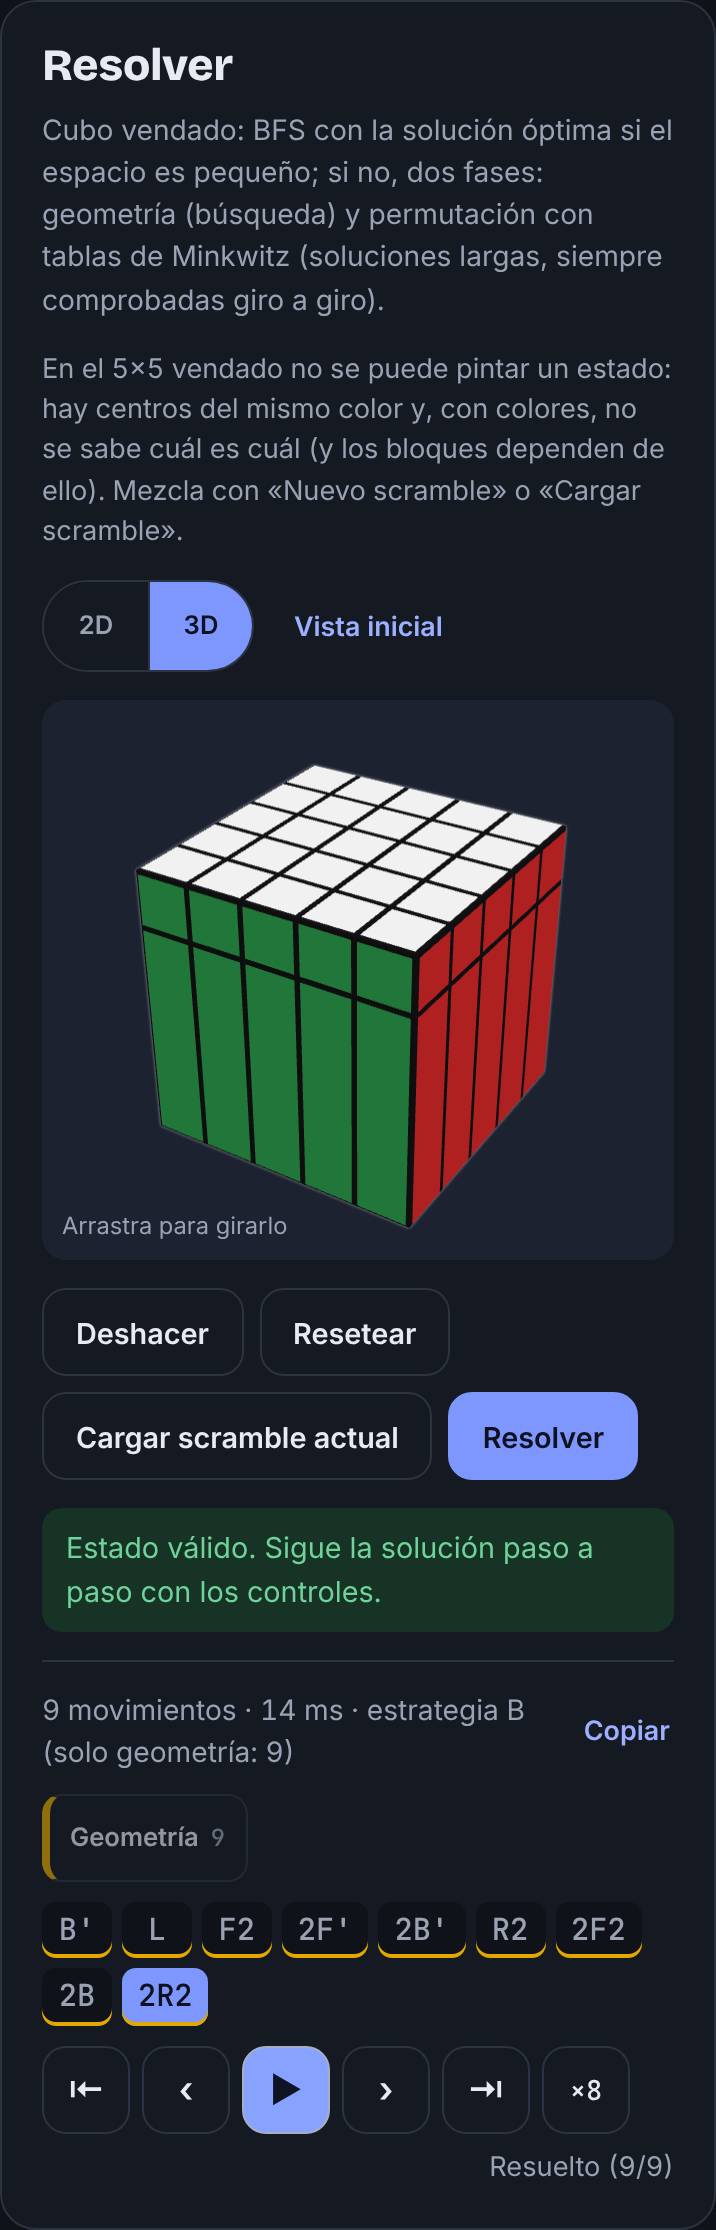 Resolver
Cubo vendado: BFS con la solución óptima si el
espacio es pequeño; si no, dos fases:
geometría (búsqueda) y permutación con
tablas de Minkwitz (soluciones largas, siempre
comprobadas giro a giro).
En el 5×5 vendado no se puede pintar un estado:
hay centros del mismo color y, con colores, no
se sabe cuál es cuál (y los bloques dependen de
ello). Mezcla con «Nuevo scramble» o «Cargar
scramble».
2D 3D Vista inicial
Arrastra para girarlo
Deshacer Resetear
Cargar scramble actual Resolver
Estado válido. Sigue la solución paso a
paso con los controles.
9 movimientos · 14 ms · estrategia B
(solo geometría: 9)
Copiar
Geometría 9
B' L F2 2F' 2B' R2 2F2
2B 2R2
×8
Resuelto (9/9)